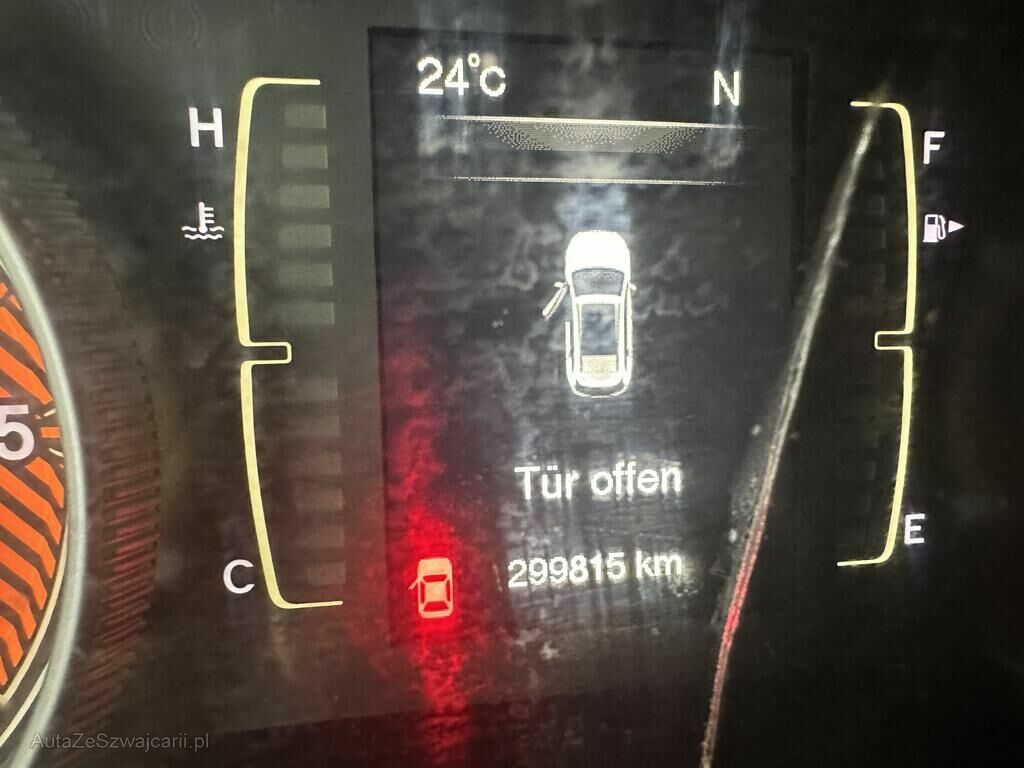 24°C N
H F
5
Tür offen
E
299815 km
C
AutaZeSzwajcarii.pl